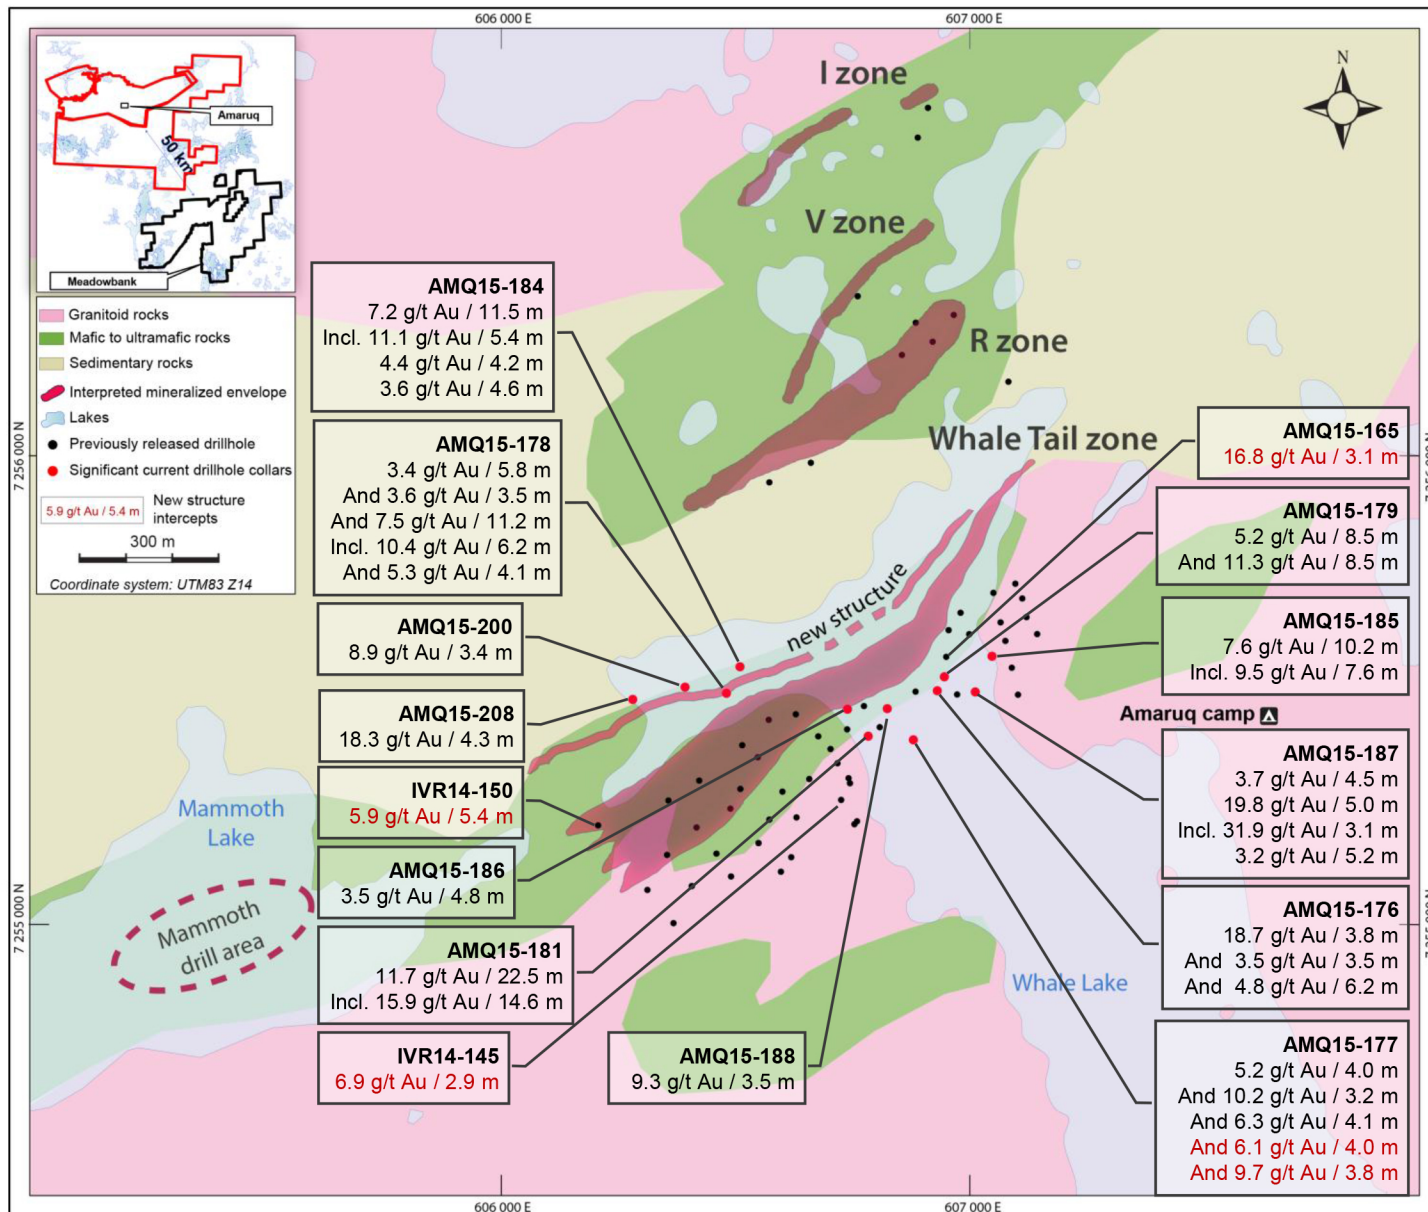 606 000 E
607 000 E
N
Amaruq
50 km
Meadowbank
Granitoid rocks
Mafic to ultramafic rocks
Sedimentary rocks
Interpreted mineralized envelope
Lakes
Previously released drillhole
Significant current drillhole collars
5.9 g/t Au / 5.4 m
New structure
intercepts
300 m
Coordinate system: UTM83 Z14
I zone
V zone
R zone
Whale Tail zone
new structure
7 256 000 N
7 255 000 N
AMQ15-184
7.2 g/t Au / 11.5 m
Incl. 11.1 g/t Au / 5.4 m
4.4 g/t Au / 4.2 m
3.6 g/t Au / 4.6 m
AMQ15-178
3.4 g/t Au / 5.8 m
And 3.6 g/t Au / 3.5 m
And 7.5 g/t Au / 11.2 m
Incl. 10.4 g/t Au / 6.2 m
And 5.3 g/t Au / 4.1 m
AMQ15-200
8.9 g/t Au / 3.4 m
AMQ15-208
18.3 g/t Au / 4.3 m
IVR14-150
5.9 g/t Au / 5.4 m
AMQ15-186
3.5 g/t Au / 4.8 m
AMQ15-181
11.7 g/t Au / 22.5 m
Incl. 15.9 g/t Au / 14.6 m
IVR14-145
6.9 g/t Au / 2.9 m
AMQ15-188
9.3 g/t Au / 3.5 m
AMQ15-165
16.8 g/t Au / 3.1 m
AMQ15-179
5.2 g/t Au / 8.5 m
And 11.3 g/t Au / 8.5 m
AMQ15-185
7.6 g/t Au / 10.2 m
Incl. 9.5 g/t Au / 7.6 m
Amaruq camp
AMQ15-187
3.7 g/t Au / 4.5 m
19.8 g/t Au / 5.0 m
Incl. 31.9 g/t Au / 3.1 m
3.2 g/t Au / 5.2 m
AMQ15-176
18.7 g/t Au / 3.8 m
And 3.5 g/t Au / 3.5 m
And 4.8 g/t Au / 6.2 m
AMQ15-177
5.2 g/t Au / 4.0 m
And 10.2 g/t Au / 3.2 m
And 6.3 g/t Au / 4.1 m
And 6.1 g/t Au / 4.0 m
And 9.7 g/t Au / 3.8 m
Mammoth
Lake
Mammoth
drill area
Whale Lake
606 000 E
607 000 E